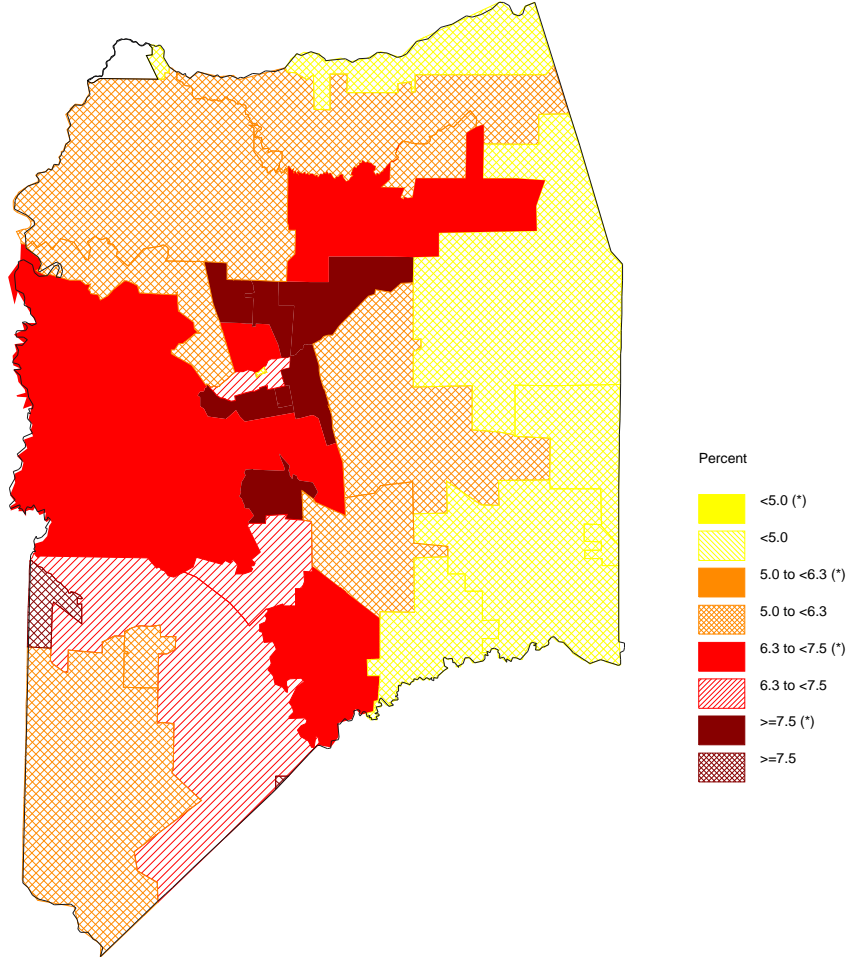 Percent
<5.0 (*)
<5.0
5.0 to <6.3 (*)
5.0 to <6.3
6.3 to <7.5 (*)
6.3 to <7.5
>=7.5 (*)
>=7.5